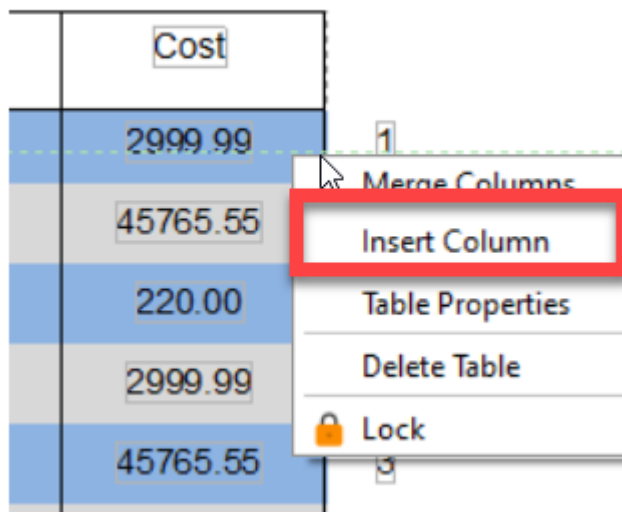 Cost
2999.99 1
Merge Columns
45765.55
Insert Column
220.00
Table Properties
2999.99
Delete Table
Lock
45765.55 3